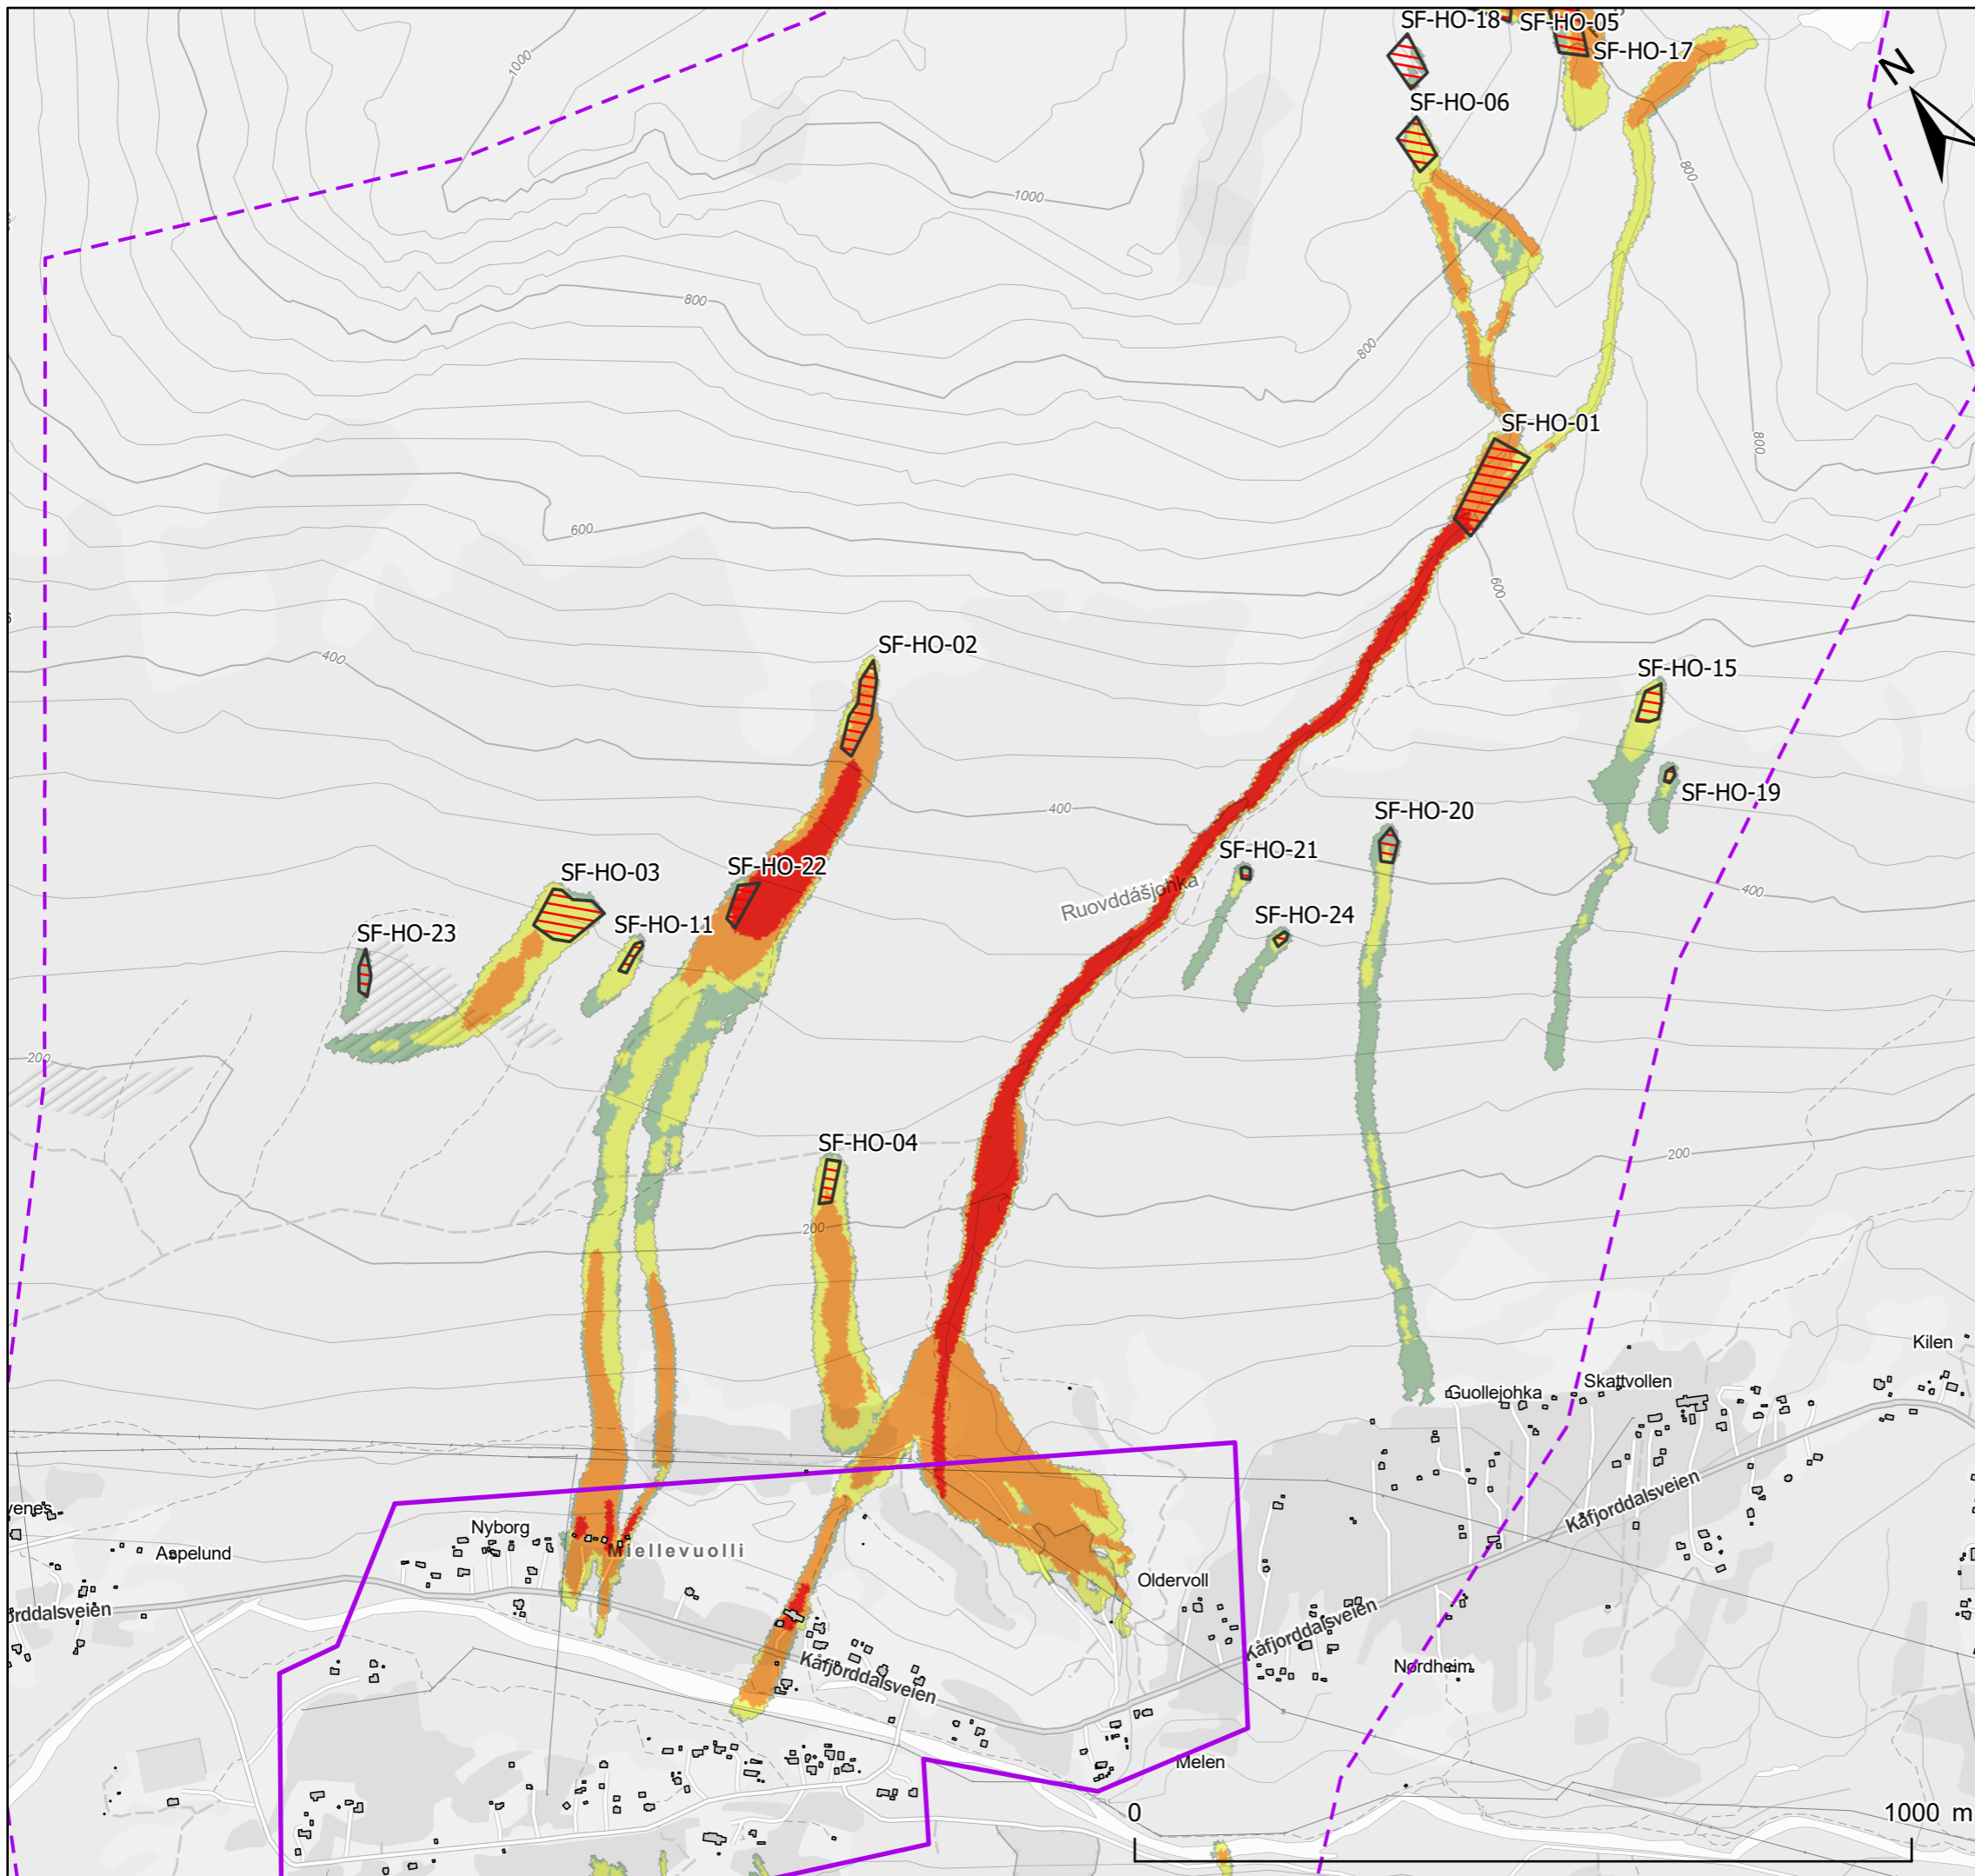 SF-HO-18
SF-HO-05
SF-HO-17
N
1000
SF-HO-06
800
1000
800
800
SF-HO-01
800
600
600
SF-HO-02
400
SF-HO-15
SF-HO-19
400
SF-HO-20
SF-HO-21
SF-HO-22
SF-HO-03
Ruovddášjohka
400
SF-HO-24
SF-HO-11
SF-HO-23
200
SF-HO-04
200
200
Kilen
Skattvollen
Guollejohka
Kåfjorddalsveien
venes
Nyborg
Aspelund
Miellevuolli
Oldervoll
orddalsveien
Kåfjorddalsveien
Nordheim
Kåfjorddalsveien
Melen
0 1000 m